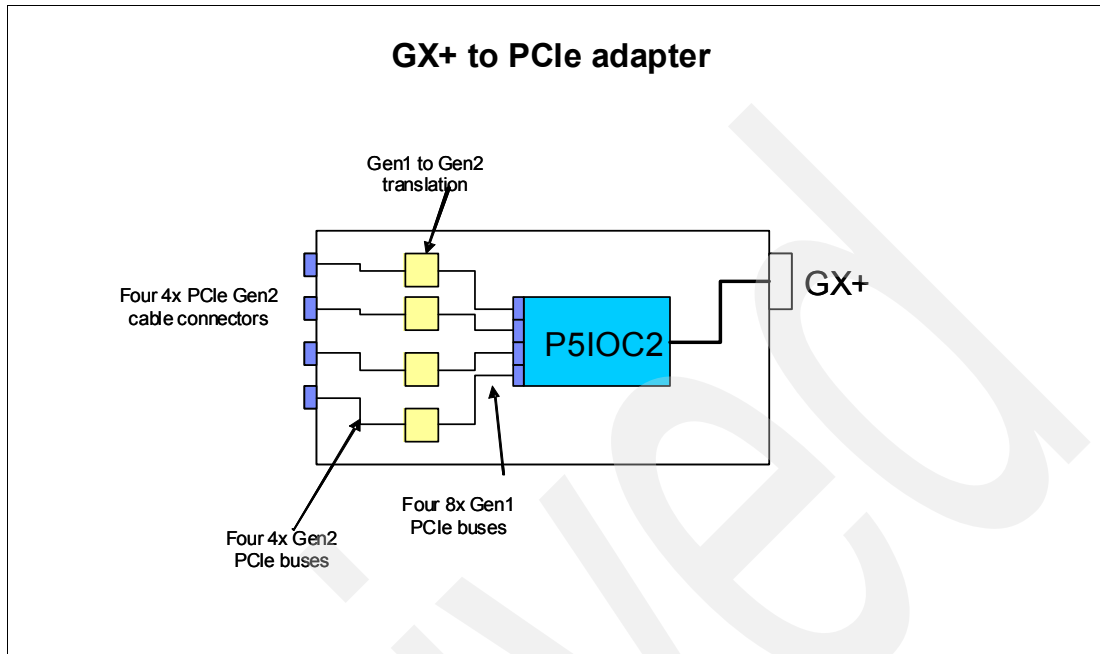 GX+ to PCIe adapter
Gen1 to Gen2
translation
Four 4x PCIe Gen2
cable connectors
P5IOC2
GX+
Four 8x Gen1
PCIe buses
Four 4x Gen2
PCIe buses
ived